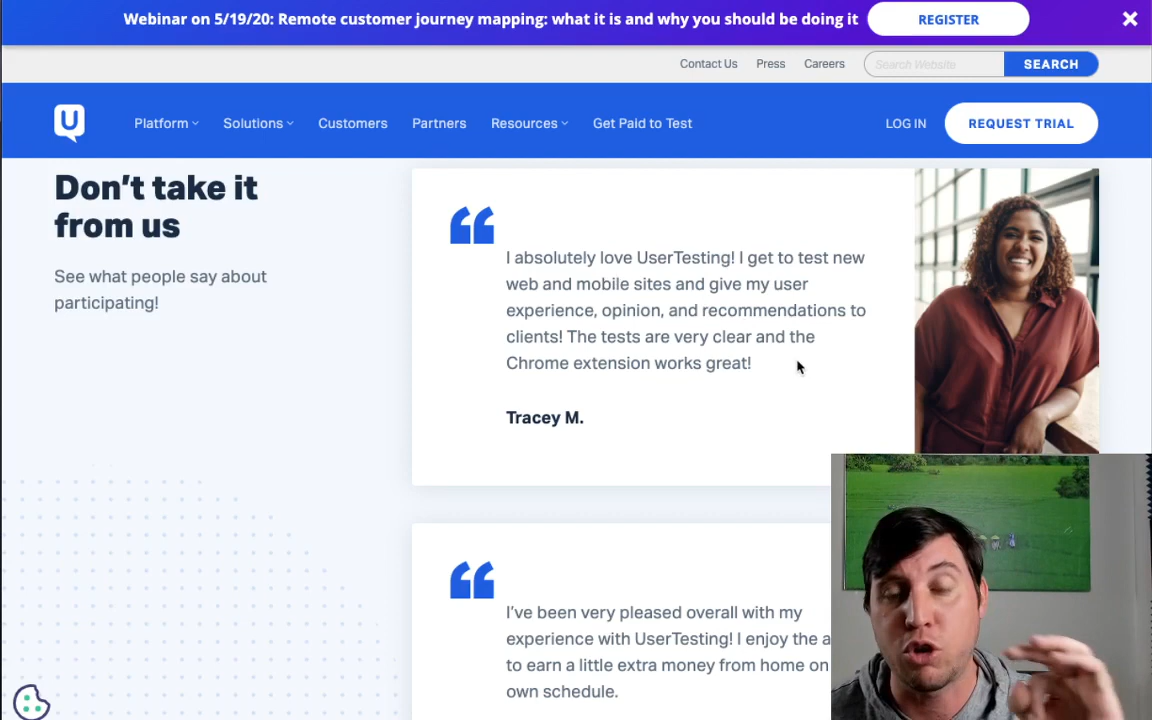 Webinar on 5/19/20: Remote customer journey mapping: what it is and why you should be doing it
REGISTER
Contact Us
Press
Careers
Search Website
SEARCH
U
Platform
Solutions
Customers
Partners
Resources
Get Paid to Test
LOG IN
REQUEST TRIAL
Don't take it
from us
See what people say about
participating!
I absolutely love UserTesting! I get to test new
web and mobile sites and give my user
experience, opinion, and recommendations to
clients! The tests are very clear and the
Chrome extension works great!
Tracey M.
I've been very pleased overall with my
experience with UserTesting! I enjoy the a
to earn a little extra money from home on
own schedule.